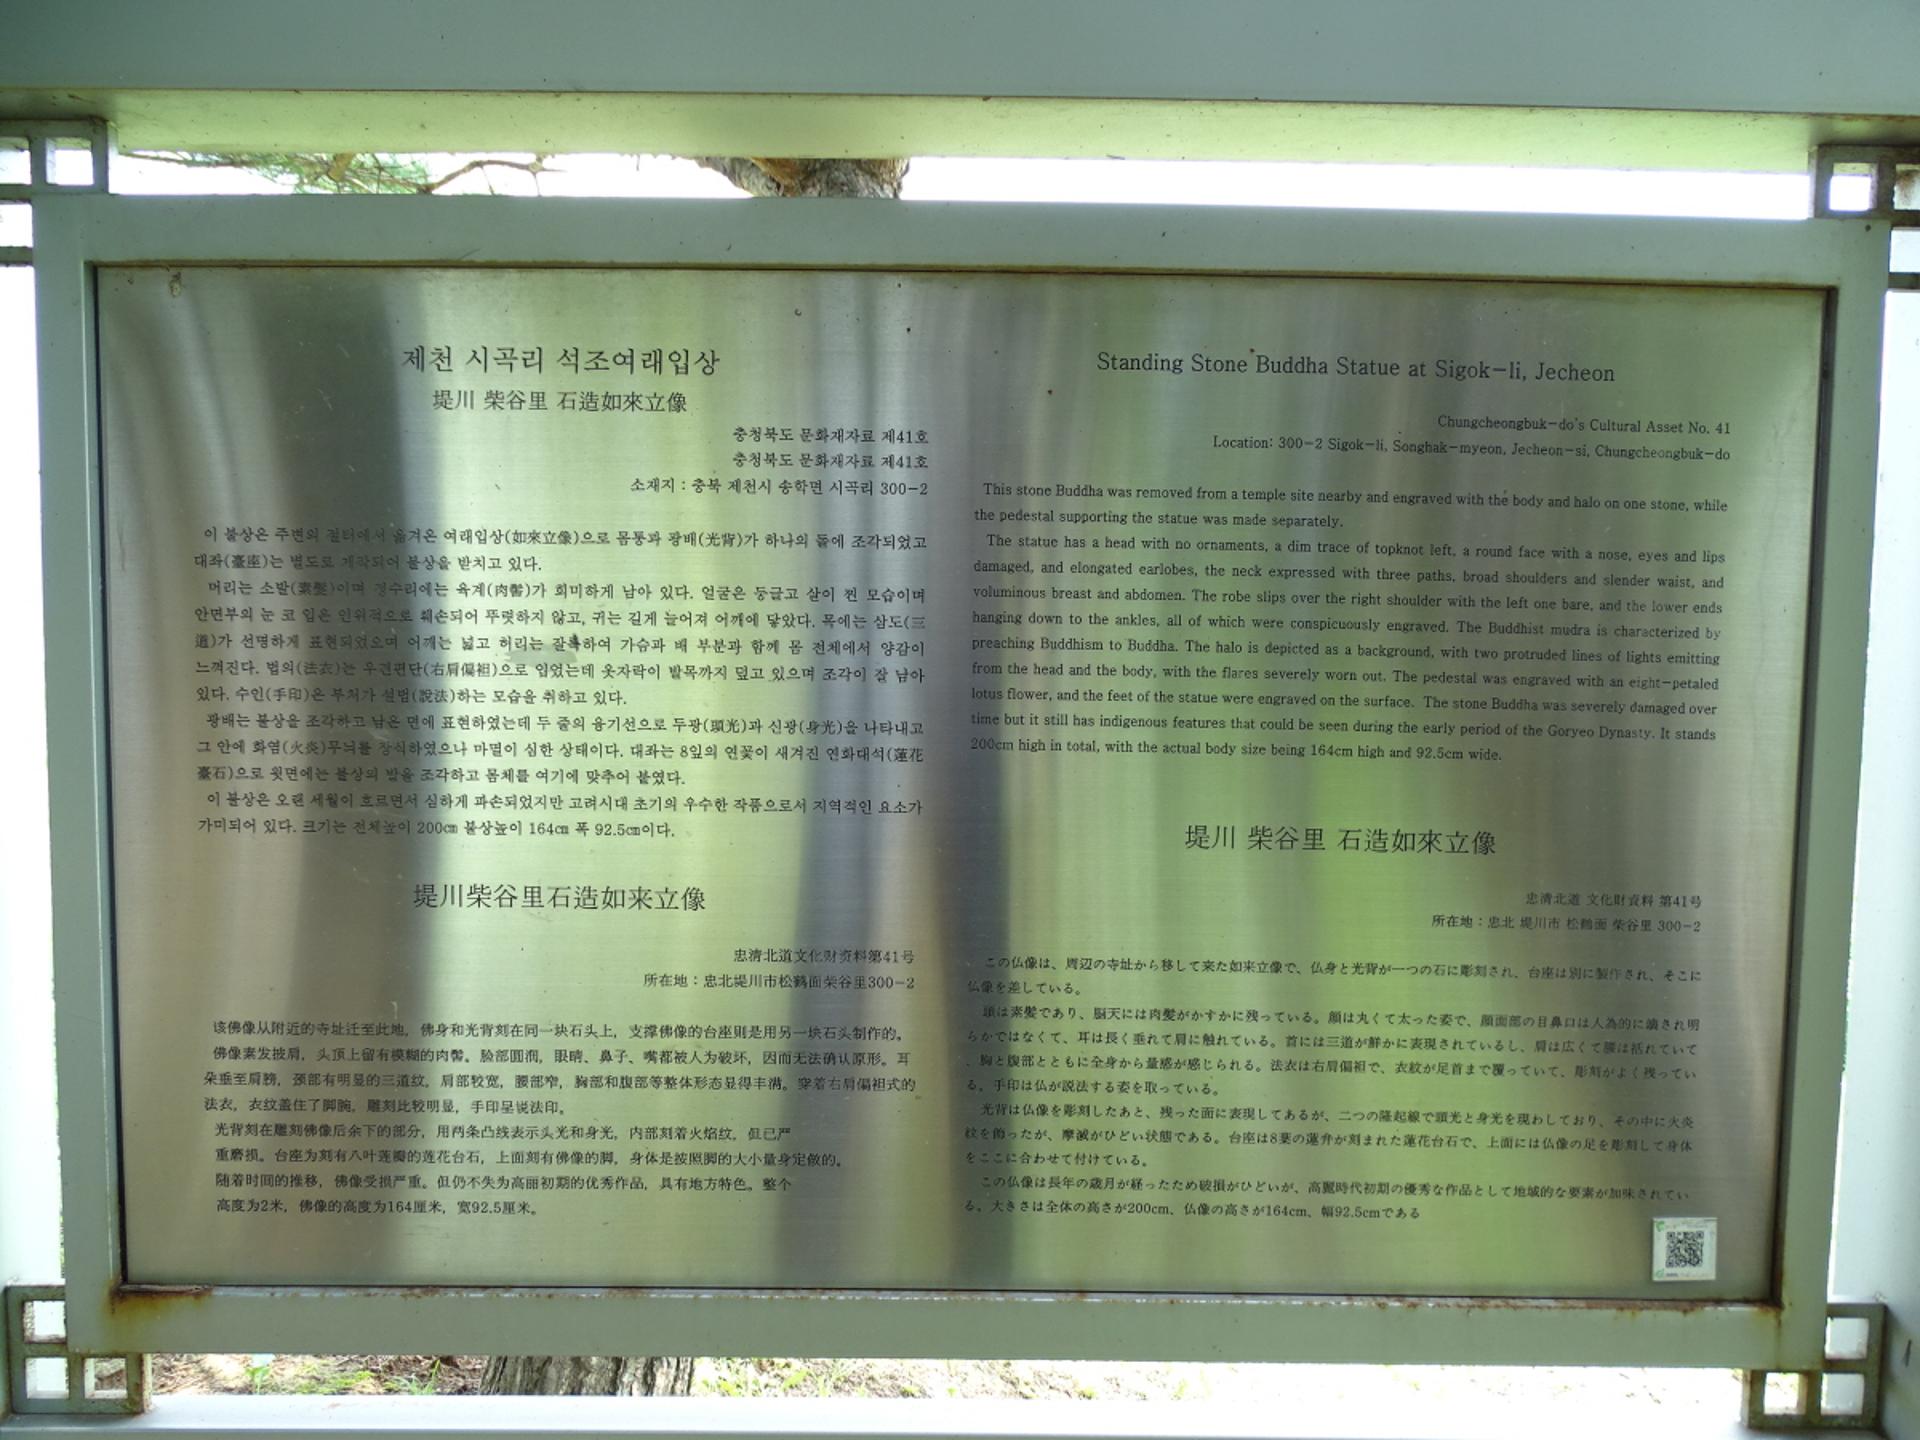 제천 시곡리 석조여래입상
堤川 柴谷里 石造如來立像
충청북도 문화재자료 제41호
충청북도 문화재자료 제41호
소재지 : 충북 제천시 송학면 시곡리 300-2
이 불상은 주변의 절터에서 옮겨온 여래입상(如來立像)으로 몸통과 광배(光背)가 하나의 돌에 조각되었고
대좌(臺座)는 별도로 제작되어 불상을 받치고 있다.
머리는 소발(素髮)이며 정수리에는 육계(肉髻)가 희미하게 남아 있다. 얼굴은 둥글고 살이 찐 모습이며
안면부의 눈 코 입은 인위적으로 훼손되어 뚜렷하지 않고, 귀는 길게 늘어져 어깨에 닿았다. 목에는 삼도(三
道)가 선명하게 표현되었으며 어깨는 넓고 허리는 잘록하여 가슴과 배 부분과 함께 몸 전체에서 양감이
느껴진다. 법의(法衣)는 우견편단(右肩偏袒)으로 입었는데 옷자락이 발목까지 덮고 있으며 조각이 잘 남아
있다. 수인(手印)은 부처가 설법(說法)하는 모습을 취하고 있다.
광배는 불상을 조각하고 남은 면에 표현하였는데 두 줄의 융기선으로 두광(頭光)과 신광(身光)을 나타내고
그 안에 화염(火炎)무늬를 장식하였으나 마멸이 심한 상태이다. 대좌는 8잎의 연꽃이 새겨진 연화대석(蓮花
臺石)으로 윗면에는 불상의 발을 조각하고 몸체를 여기에 맞추어 붙였다.
이 불상은 오랜 세월이 흐르면서 심하게 파손되었지만 고려시대 초기의 우수한 작품으로서 지역적인 요소가
가미되어 있다. 크기는 전체높이 200㎝ 불상높이 164㎝ 폭 92.5㎝이다.
堤川柴谷里石造如来立像
忠清北道文化财资料第41号
所在地：忠北堤川市松鹤面柴谷里300-2
该佛像从附近的寺址迁至此地，佛身和光背刻在同一块石头上，支撑佛像的台座则是用另一块石头制作的。
佛像素发披肩，头顶上留有模糊的肉髻。脸部圆润，眼睛、鼻子、嘴都被人为破坏，因而无法确认原形。耳
朵垂至肩膀，颈部有明显的三道纹，肩部较宽，腰部窄，胸部和腹部等整体形态显得丰满。穿着右肩偏袒式的
法衣，衣纹盖住了脚腕，雕刻比较明显，手印呈说法印。
光背刻在雕刻佛像后余下的部分，用两条凸线表示头光和身光，内部刻着火焰纹，但已严
重磨损。台座为刻有八叶莲瓣的莲花台石，上面刻有佛像的脚，身体是按照脚的大小量身定做的。
随着时间的推移，佛像受损严重。但仍不失为高丽初期的优秀作品，具有地方特色。整个
高度为2米，佛像的高度为164厘米，宽92.5厘米。
Standing Stone Buddha Statue at Sigok-li, Jecheon
Chungcheongbuk-do's Cultural Asset No. 41
Location: 300-2 Sigok-li, Songhak-myeon, Jecheon-si, Chungcheongbuk-do
This stone Buddha was removed from a temple site nearby and engraved with the body and halo on one stone, while
the pedestal supporting the statue was made separately.
The statue has a head with no ornaments, a dim trace of topknot left, a round face with a nose, eyes and lips
damaged, and elongated earlobes, the neck expressed with three paths, broad shoulders and slender waist, and
voluminous breast and abdomen. The robe slips over the right shoulder with the left one bare, and the lower ends
hanging down to the ankles, all of which were conspicuously engraved. The Buddhist mudra is characterized by
preaching Buddhism to Buddha. The halo is depicted as a background, with two protruded lines of lights emitting
from the head and the body, with the flares severely worn out. The pedestal was engraved with an eight-petaled
lotus flower, and the feet of the statue were engraved on the surface. The stone Buddha was severely damaged over
time but it still has indigenous features that could be seen during the early period of the Goryeo Dynasty. It stands
200cm high in total, with the actual body size being 164cm high and 92.5cm wide.
堤川 柴谷里 石造如來立像
忠清北道 文化財資料 第41号
所在地：忠北 堤川市 松鶴面 柴谷里 300-2
この仏像は、周辺の寺址から移して来た如来立像で、仏身と光背が一つの石に彫刻され、台座は別に製作され、そこに
仏像を差している。
頭は素髪であり、脳天には肉髪がかすかに残っている。顔は丸くて太った姿で、顔面部の目鼻口は人為的に潰され明
らかではなくて、耳は長く垂れて肩に触れている。首には三道が鮮かに表現されているし、肩は広くて腰は括れていて
、胸と腹部とともに全身から量感が感じられる。法衣は右肩偏袒で、衣紋が足首まで覆っていて、彫刻がよく残ってい
る。手印は仏が説法する姿を取っている。
光背は仏像を彫刻したあと、残った面に表現してあるが、二つの隆起線で頭光と身光を現わしており、その中に火炎
紋を飾ったが、摩滅がひどい状態である。台座は8葉の蓮弁が刻まれた蓮花台石で、上面には仏像の足を彫刻して身体
をここに合わせて付けている。
この仏像は長年の歳月が経ったため破損がひどいが、高麗時代初期の優秀な作品として地域的な要素が加味されてい
る。大きさは全体の高さが200cm、仏像の高さが164cm、幅92.5cmである